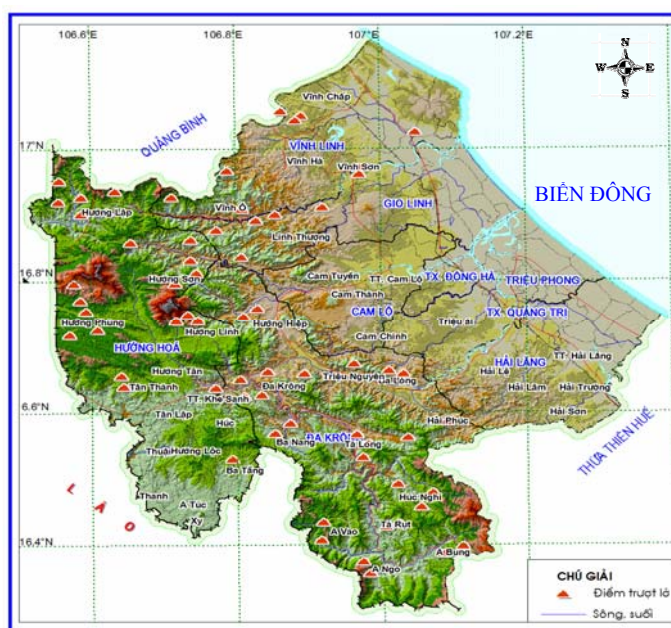 106.6°E
106.8°E
107°E
107.2°E
N
W E
S
Vĩnh Chấp
QUẢNG BÌNH
17°N
VĨNH LINH
Vĩnh Hà
Vĩnh Sơn
BIỂN ĐÔNG
Hướng Lập
Vĩnh Ô
GIO LINH
Linh Thượng
Cam Tuyền
TT. Cam Lộ
TX. ĐÔNG HÀ
TRIỆU PHONG
16.8°N
Hướng Sơn
Cam Thành
CAM LỘ
TX. QUẢNG TRỊ
Hướng Phùng
Hướng Linh
Hướng Hiệp
Cam Chính
Triệu ái
HƯỚNG HOÁ
HẢI LĂNG
TT. Hải Lăng
Hướng Tân
Triệu Nguyên
Ba Lòng
Hải Lệ
Tân Thành
Đa Krông
Hải Lâm
Hải Trường
TT. Khe Sanh
16.6°N
Tân Lập
Húc
Hải Phúc
Hải Sơn
Ba Nang
ĐA KRÔNG
Tà Long
THỪA THIÊN HUẾ
Thuận
Hướng Lộc
Ba Tầng
LÀO
Thanh
A Túc
Xy
Húc Nghì
Tà Rụt
A Vao
16.4°N
A Bung
A Ngo
CHÚ GIẢI
Điểm trượt lở
Sông, suối